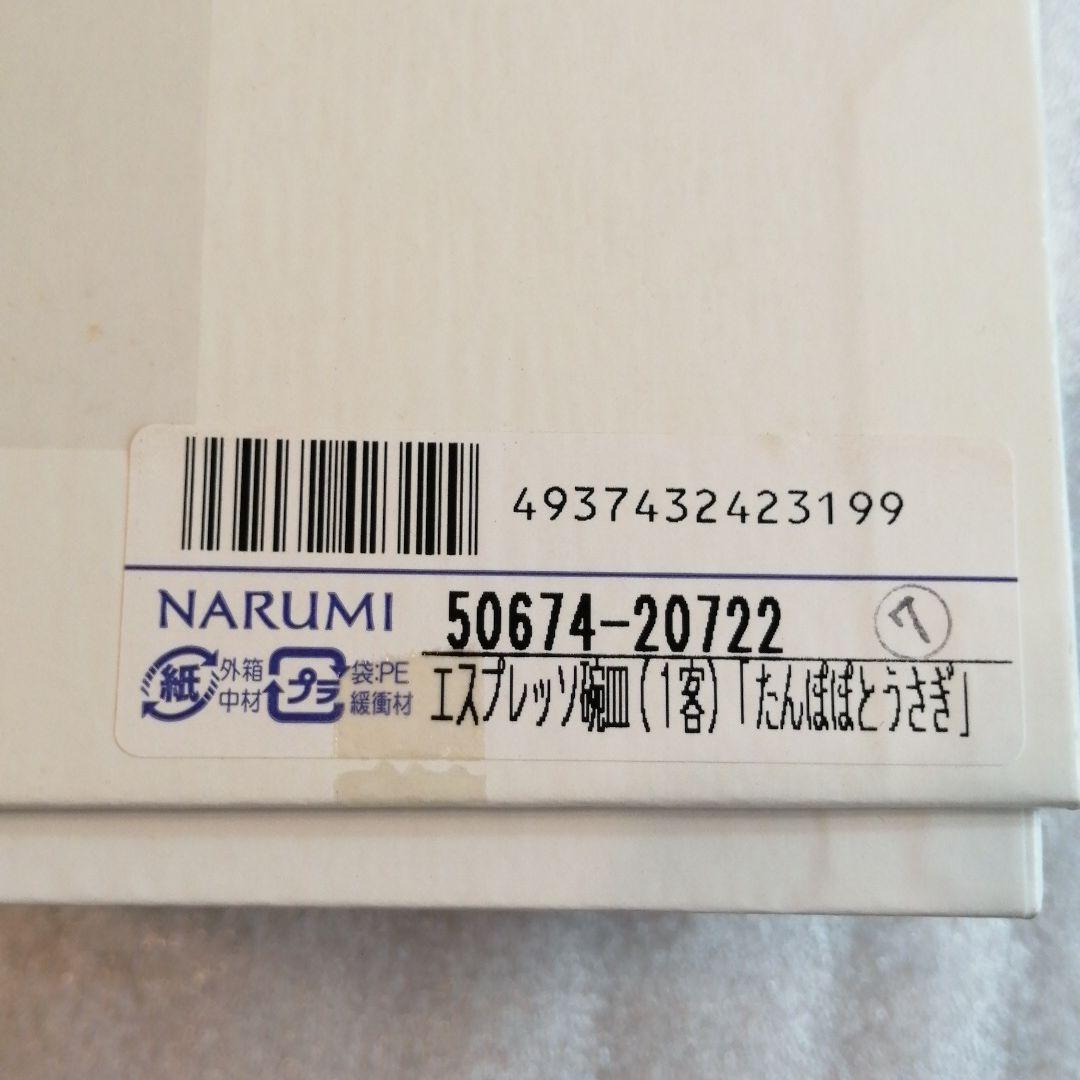 4937432423199
NARUMI 50674-20722 7
紙 外箱 中材 プラ 袋:PE 緩衝材
エスプレッソ碗皿(1客)「たんぽぽとうさぎ」